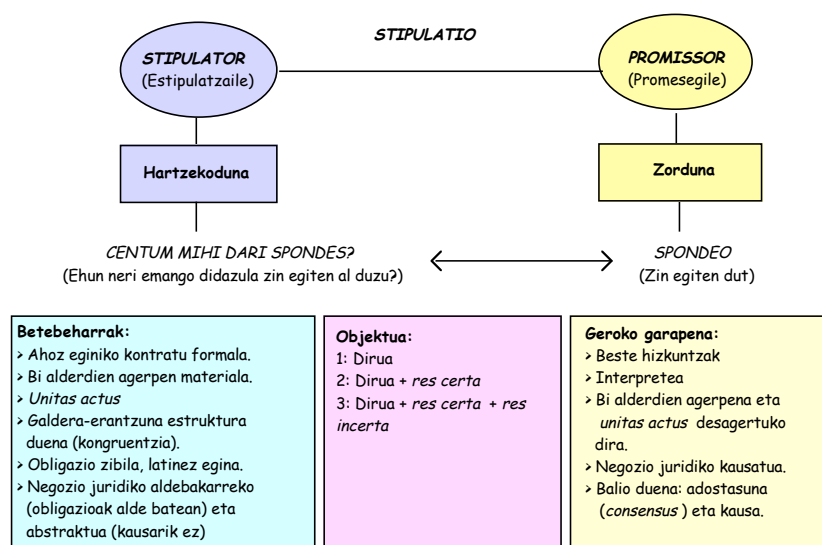 STIPULATIO
STIPULATOR
(Estipulatzaile)
PROMISSOR
(Promesegile)
Hartzekoduna
Zorduna
CENTUM MIHI DARI SPONDES?
(Ehun neri emango didazula zin egiten al duzu?)
SPONDEO
(Zin egiten dut)
Betebeharrak:
> Ahoz eginiko kontratu formala.
> Bi alderdien agerpen materiala.
> Unitas actus
> Galdera-erantzuna estruktura
duena (kongruentzia).
> Obligazio zibila, latinez egina.
> Negozio juridiko aldebakarreko
(obligazioak alde batean) eta
abstraktua (kausarik ez)
Objektua:
1: Dirua
2: Dirua + res certa
3: Dirua + res certa + res
incerta
Geroko garapena:
> Beste hizkuntzak
> Interpretea
> Bi alderdien agerpena eta
unitas actus desagertuko
dira.
> Negozio juridiko kausatua.
> Balio duena: adostasuna
(consensus ) eta kausa.